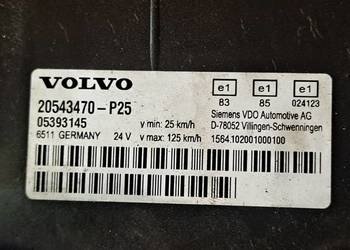 VOLVO
20543470-P25
05393145 v min: 25 km/h
6511 GERMANY 24 V v max: 125 km/h
e1 e1 e1
83 85 024123
Siemens VDO Automotive AG
D-78052 Villingen-Schwenningen
1564.102001000100